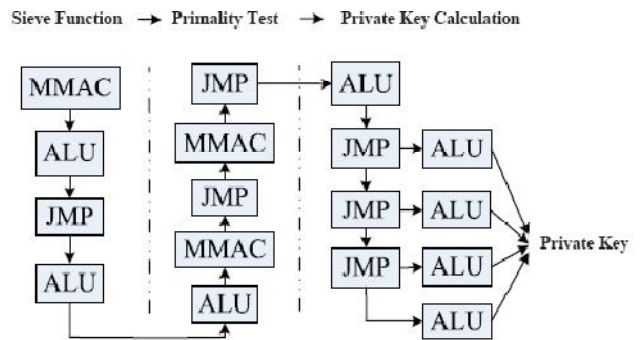 Sieve Function → Primality Test → Private Key Calculation
MMAC
ALU
JMP
ALU
JMP
MMAC
JMP
MMAC
ALU
ALU
JMP ALU
JMP ALU
JMP ALU
ALU
Private Key